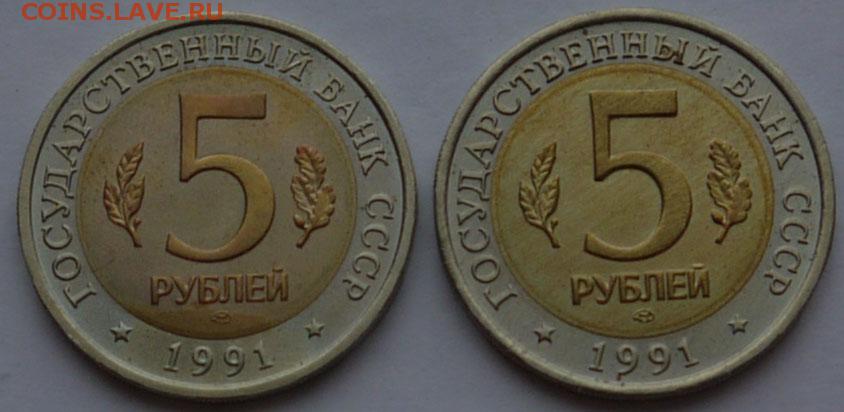 COINS.LAVE.RU
ГОСУДАРСТВЕННЫЙ БАНК СССР
5
РУБЛЕЙ
1991
ГОСУДАРСТВЕННЫЙ БАНК СССР
5
РУБЛЕЙ
1991